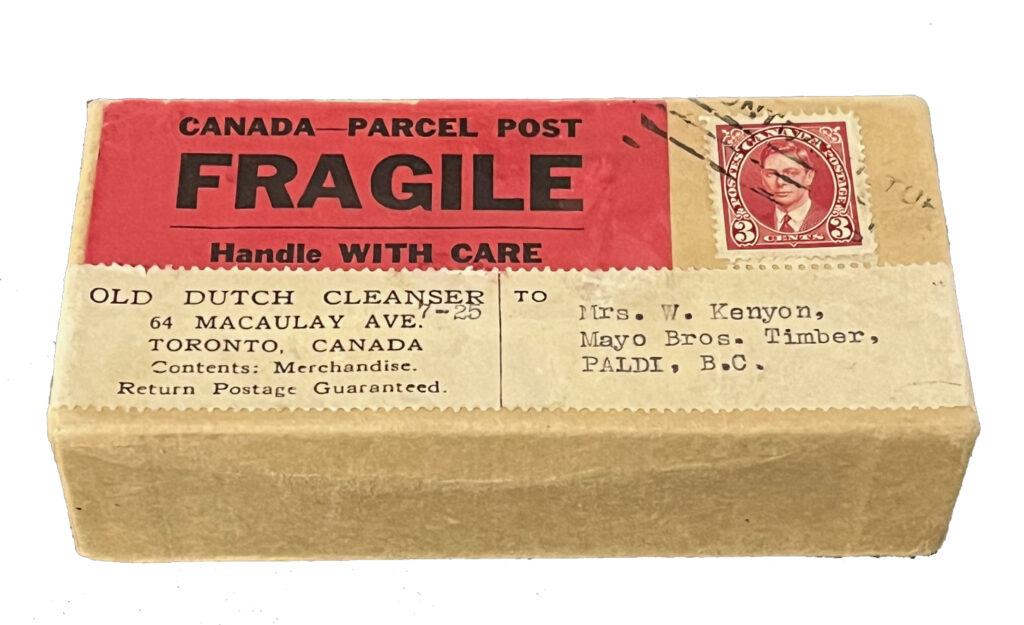 CANADA—PARCEL POST
FRAGILE
Handle WITH CARE
POSTES CANADA POSTAGE
3 CENTS 3
OLD DUTCH CLEANSER
7-25
64 MACAULAY AVE.
TORONTO, CANADA
Contents: Merchandise.
Return Postage Guaranteed.
TO
Mrs. W. Kenyon,
Mayo Bros. Timber,
PALDI, B.C.